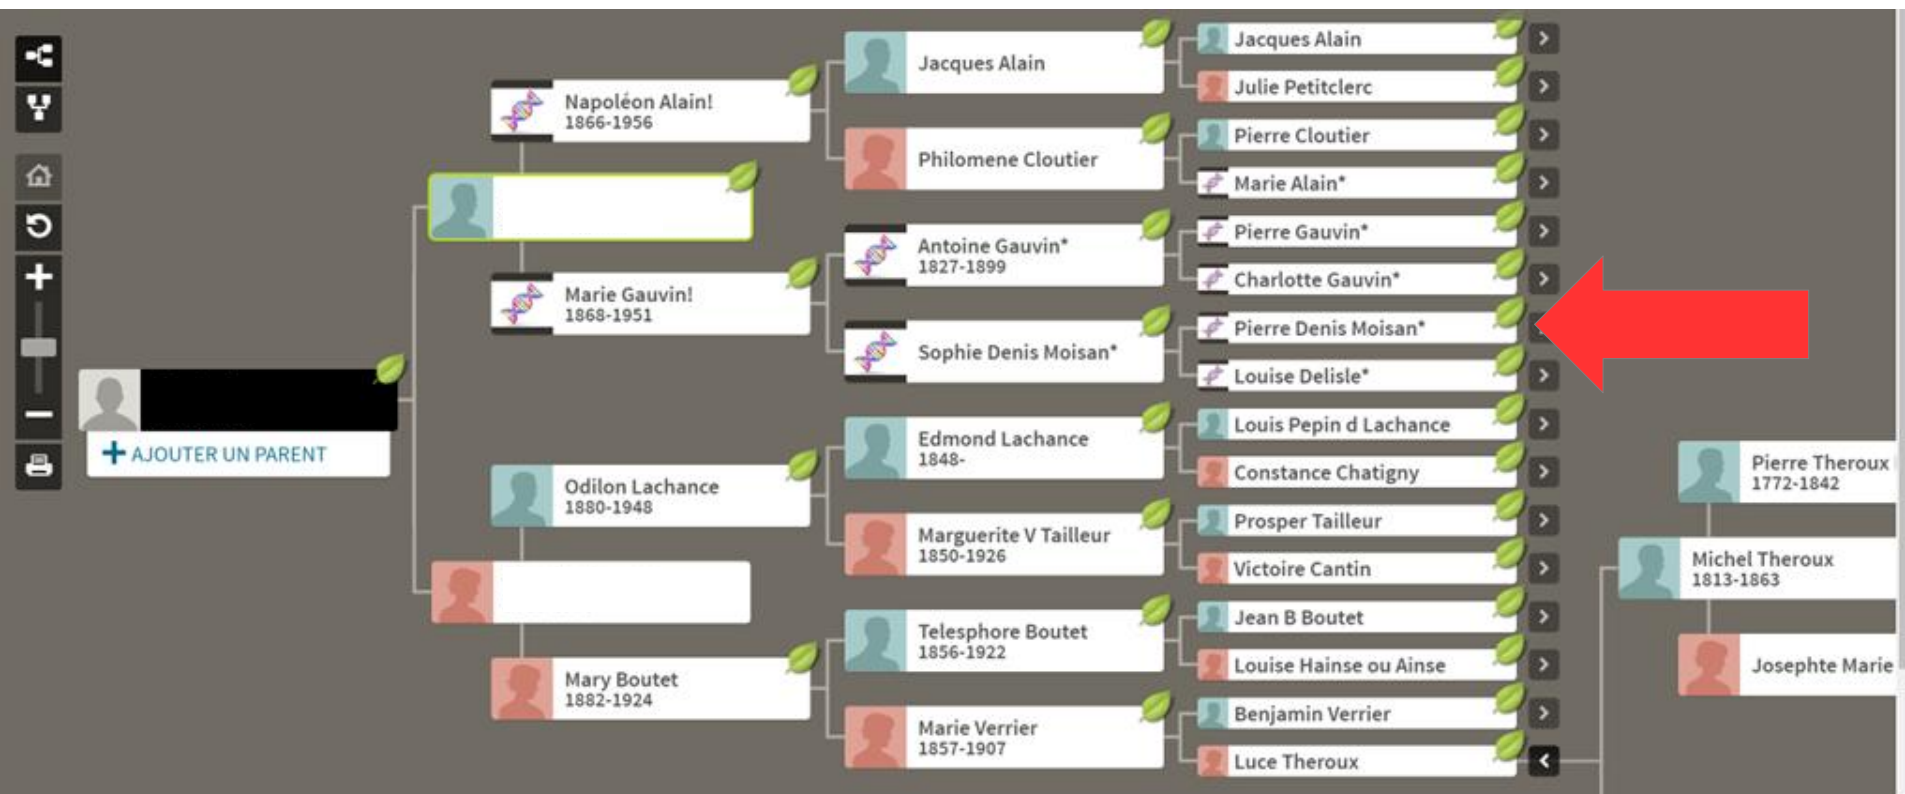 Jacques Alain
Julie Petitclerc
Jacques Alain
Napoléon Alain!
1866-1956
Pierre Cloutier
Philomene Cloutier
Marie Alain*
Pierre Gauvin*
Antoine Gauvin*
1827-1899
Charlotte Gauvin*
Marie Gauvin!
1868-1951
Pierre Denis Moisan*
Sophie Denis Moisan*
Louise Delisle*
AJOUTER UN PARENT
Louis Pepin d Lachance
Edmond Lachance
1848-
Constance Chatigny
Odilon Lachance
1880-1948
Prosper Tailleur
Marguerite V Tailleur
1850-1926
Victoire Cantin
Jean B Boutet
Telesphore Boutet
1856-1922
Louise Hainse ou Ainse
Mary Boutet
1882-1924
Benjamin Verrier
Marie Verrier
1857-1907
Luce Theroux
Pierre Theroux
1772-1842
Michel Theroux
1813-1863
Josephte Marie